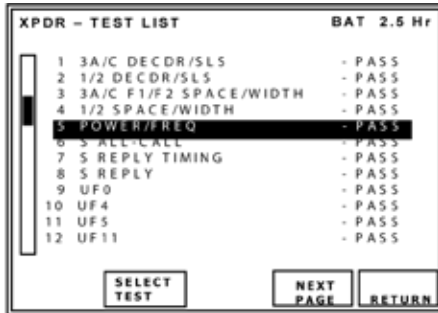 XPDR – TEST LIST BAT 2.5 Hr
1 3A/C DECDR/SLS - PASS
2 1/2 DECDR/SLS - PASS
3 3A/C F1/F2 SPACE/WIDTH - PASS
4 1/2 SPACE/WIDTH - PASS
5 POWER/FREQ - PASS
6 S ALL-CALL - PASS
7 S REPLY TIMING - PASS
8 S REPLY - PASS
9 UF0 - PASS
10 UF4 - PASS
11 UF5 - PASS
12 UF11 - PASS
SELECT TEST
NEXT PAGE
RETURN